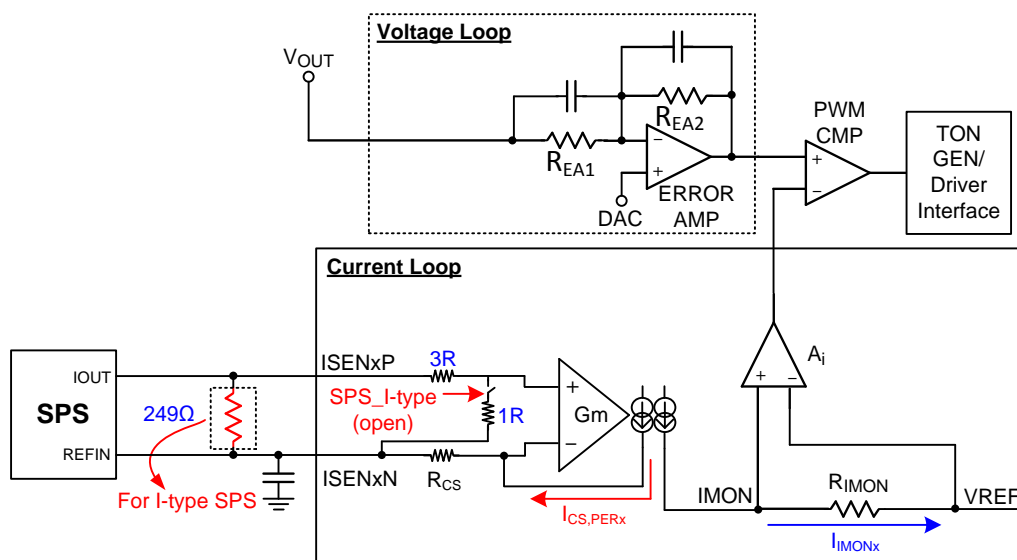 Voltage Loop
VOUT
REA1
REA2
−
+
DAC
ERROR
AMP
PWM
CMP
+
−
TON
GEN/
Driver
Interface
Current Loop
SPS
IOUT
REFIN
249Ω
For I-type SPS
ISENxP
ISENxN
3R
SPS_I-type
(open)
1R
RCS
+
−
Gm
ICS,PERx
Ai
+
−
IMON
RIMON
VREF
IIMONx